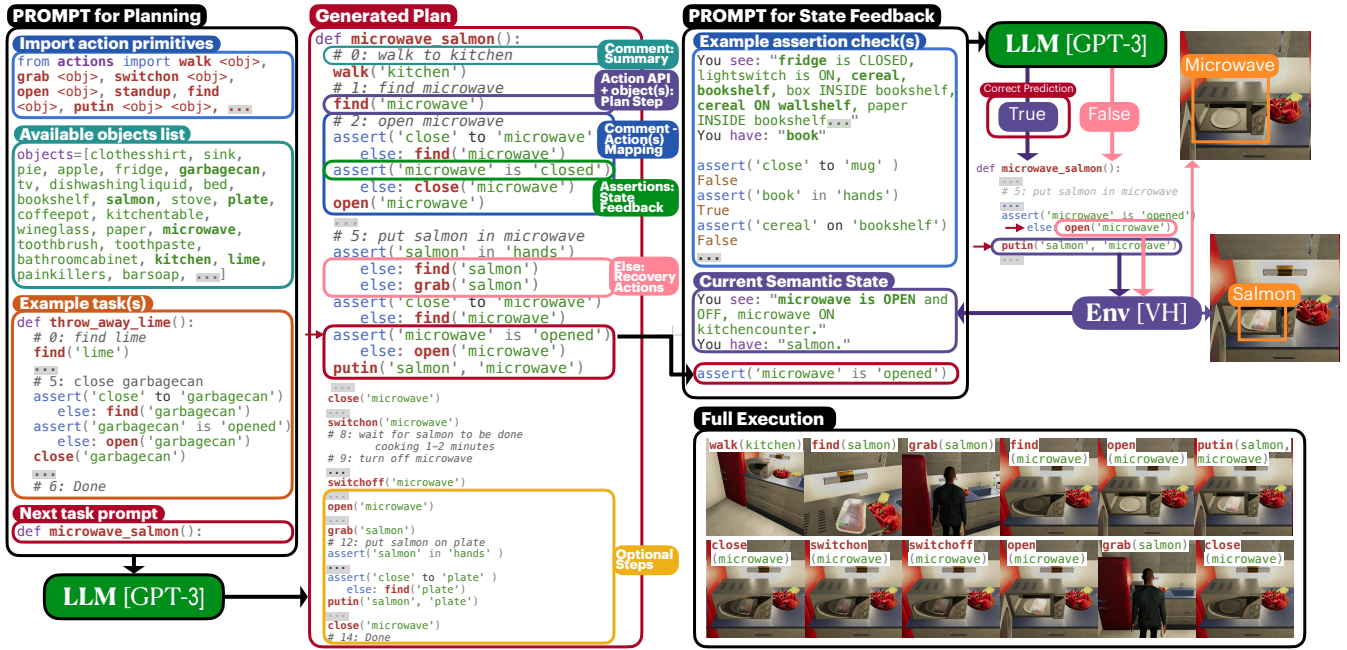 PROMPT for Planning
Import action primitives
from actions import walk <obj>,
grab <obj>, switchon <obj>,
open <obj>, standup, find
<obj>, putin <obj> <obj>, ...
Available objects list
objects=[clothesshirt, sink,
pie, apple, fridge, garbagecan,
tv, dishwashingliquid, bed,
bookshelf, salmon, stove, plate,
coffeepot, kitchentable,
wineglass, paper, microwave,
toothbrush, toothpaste,
bathroomcabinet, kitchen, lime,
painkillers, barsoap, ...]
Example task(s)
def throw_away_lime():
# 0: find lime
find('lime')
...
# 5: close garbagecan
assert('close' to 'garbagecan')
else: find('garbagecan')
assert('garbagecan' is 'opened')
else: open('garbagecan')
close('garbagecan')
...
# 6: Done
Next task prompt
def microwave_salmon():
LLM [GPT-3]
Generated Plan
def microwave_salmon():
# 0: walk to kitchen
walk('kitchen')
# 1: find microwave
find('microwave')
# 2: open microwave
assert('close' to 'microwave'
else: find('microwave')
assert('microwave' is 'closed')
else: close('microwave')
open('microwave')
...
# 5: put salmon in microwave
assert('salmon' in 'hands')
else: find('salmon')
else: grab('salmon')
assert('close' to 'microwave'
else: find('microwave')
assert('microwave' is 'opened')
else: open('microwave')
putin('salmon', 'microwave')
...
close('microwave')
...
switchon('microwave')
# 8: wait for salmon to be done
cooking 1–2 minutes
# 9: turn off microwave
...
switchoff('microwave')
...
open('microwave')
...
grab('salmon')
# 12: put salmon on plate
assert('salmon' in 'hands' )
...
assert('close' to 'plate' )
else: find('plate')
putin('salmon', 'plate')
...
close('microwave')
# 14: Done
Comment:
Summary
Action API
+ object(s):
Plan Step
Comment -
Action(s)
Mapping
Assertions:
State
Feedback
Else:
Recovery
Actions
Optional
Steps
PROMPT for State Feedback
Example assertion check(s)
You see: "fridge is CLOSED,
lightswitch is ON, cereal,
bookshelf, box INSIDE bookshelf,
cereal ON wallshelf, paper
INSIDE bookshelf..."
You have: "book"
assert('close' to 'mug' )
False
assert('book' in 'hands')
True
assert('cereal' on 'bookshelf')
False
...
Current Semantic State
You see: "microwave is OPEN and
OFF, microwave ON
kitchencounter."
You have: "salmon."
assert('microwave' is 'opened')
LLM [GPT-3]
Correct Prediction
True
False
def microwave_salmon():
...
# 5: put salmon in microwave
...
assert('microwave' is 'opened')
else: open('microwave')
putin('salmon', 'microwave')
...
Env [VH]
Microwave
Salmon
Full Execution
walk(kitchen)
find(salmon)
grab(salmon)
find
(microwave)
open
(microwave)
putin(salmon,
microwave)
close
(microwave)
switchon
(microwave)
switchoff
(microwave)
open
(microwave)
grab(salmon)
close
(microwave)